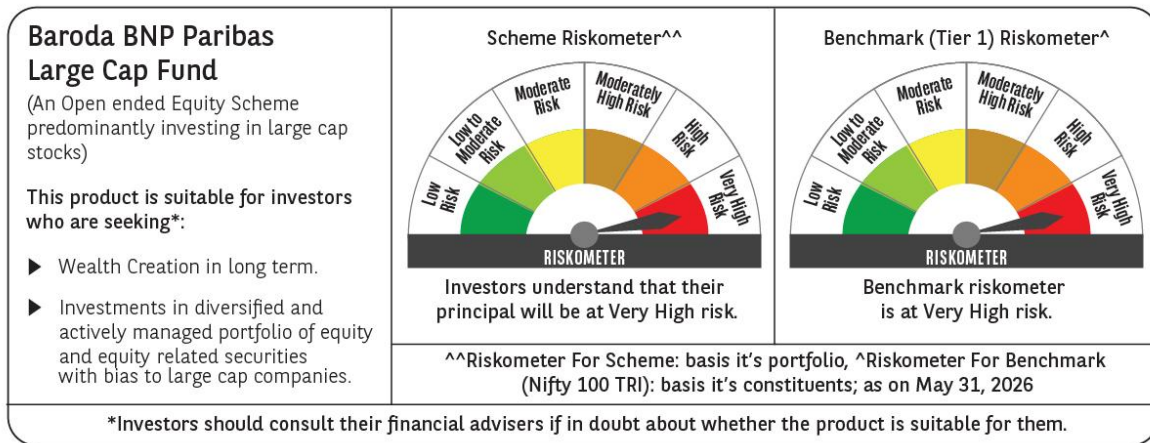 Baroda BNP Paribas
Large Cap Fund
(An Open ended Equity Scheme
predominantly investing in large cap
stocks)
This product is suitable for investors
who are seeking*:
▶ Wealth Creation in long term.
▶ Investments in diversified and
actively managed portfolio of equity
and equity related securities
with bias to large cap companies.
Scheme Riskometer^^
Low
Risk
Low to
Moderate
Risk
Moderate
Risk
Moderately
High Risk
High
Risk
Very High
Risk
RISKOMETER
Investors understand that their
principal will be at Very High risk.
Benchmark (Tier 1) Riskometer^
Low
Risk
Low to
Moderate
Risk
Moderate
Risk
Moderately
High Risk
High
Risk
Very High
Risk
RISKOMETER
Benchmark riskometer
is at Very High risk.
^^Riskometer For Scheme: basis it's portfolio, ^Riskometer For Benchmark
(Nifty 100 TRI): basis it's constituents; as on May 31, 2026
*Investors should consult their financial advisers if in doubt about whether the product is suitable for them.